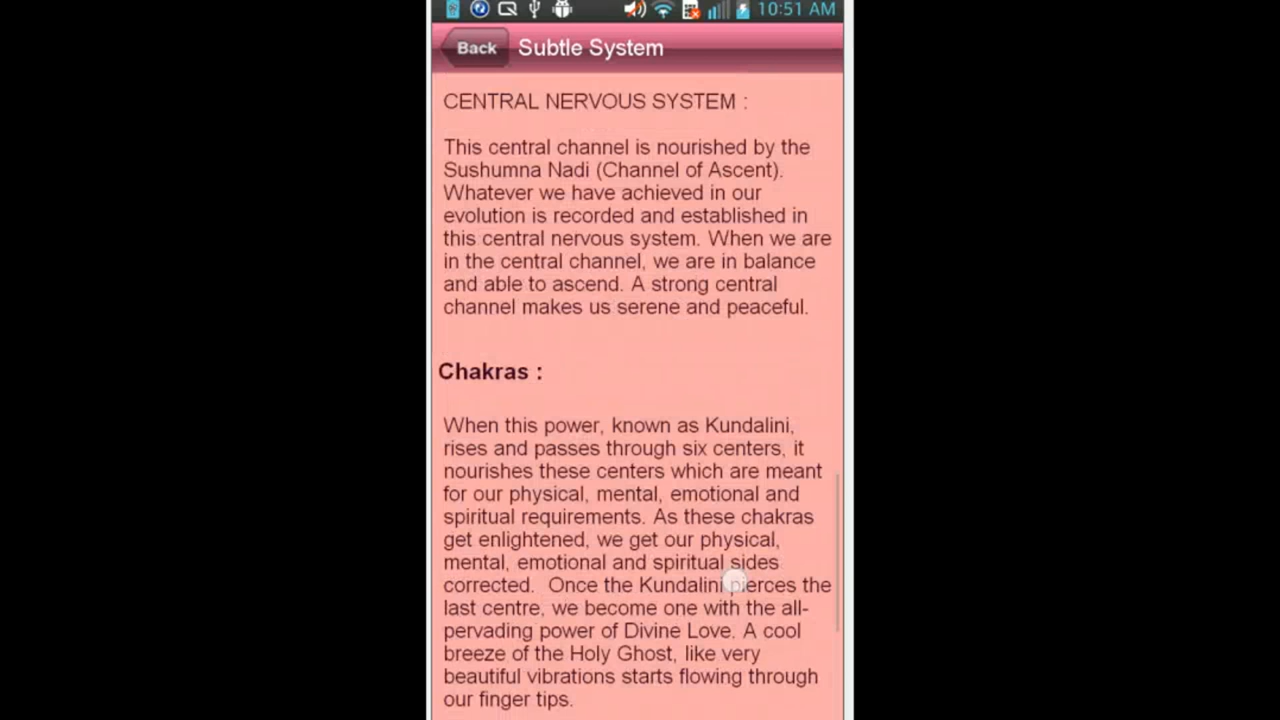 10:51 AM
Back
Subtle System
CENTRAL NERVOUS SYSTEM :
This central channel is nourished by the
Sushumna Nadi (Channel of Ascent).
Whatever we have achieved in our
evolution is recorded and established in
this central nervous system. When we are
in the central channel, we are in balance
and able to ascend. A strong central
channel makes us serene and peaceful.
Chakras :
When this power, known as Kundalini,
rises and passes through six centers, it
nourishes these centers which are meant
for our physical, mental, emotional and
spiritual requirements. As these chakras
get enlightened, we get our physical,
mental, emotional and spiritual sides
corrected.  Once the Kundalini pierces the
last centre, we become one with the all-
pervading power of Divine Love. A cool
breeze of the Holy Ghost, like very
beautiful vibrations starts flowing through
our finger tips.